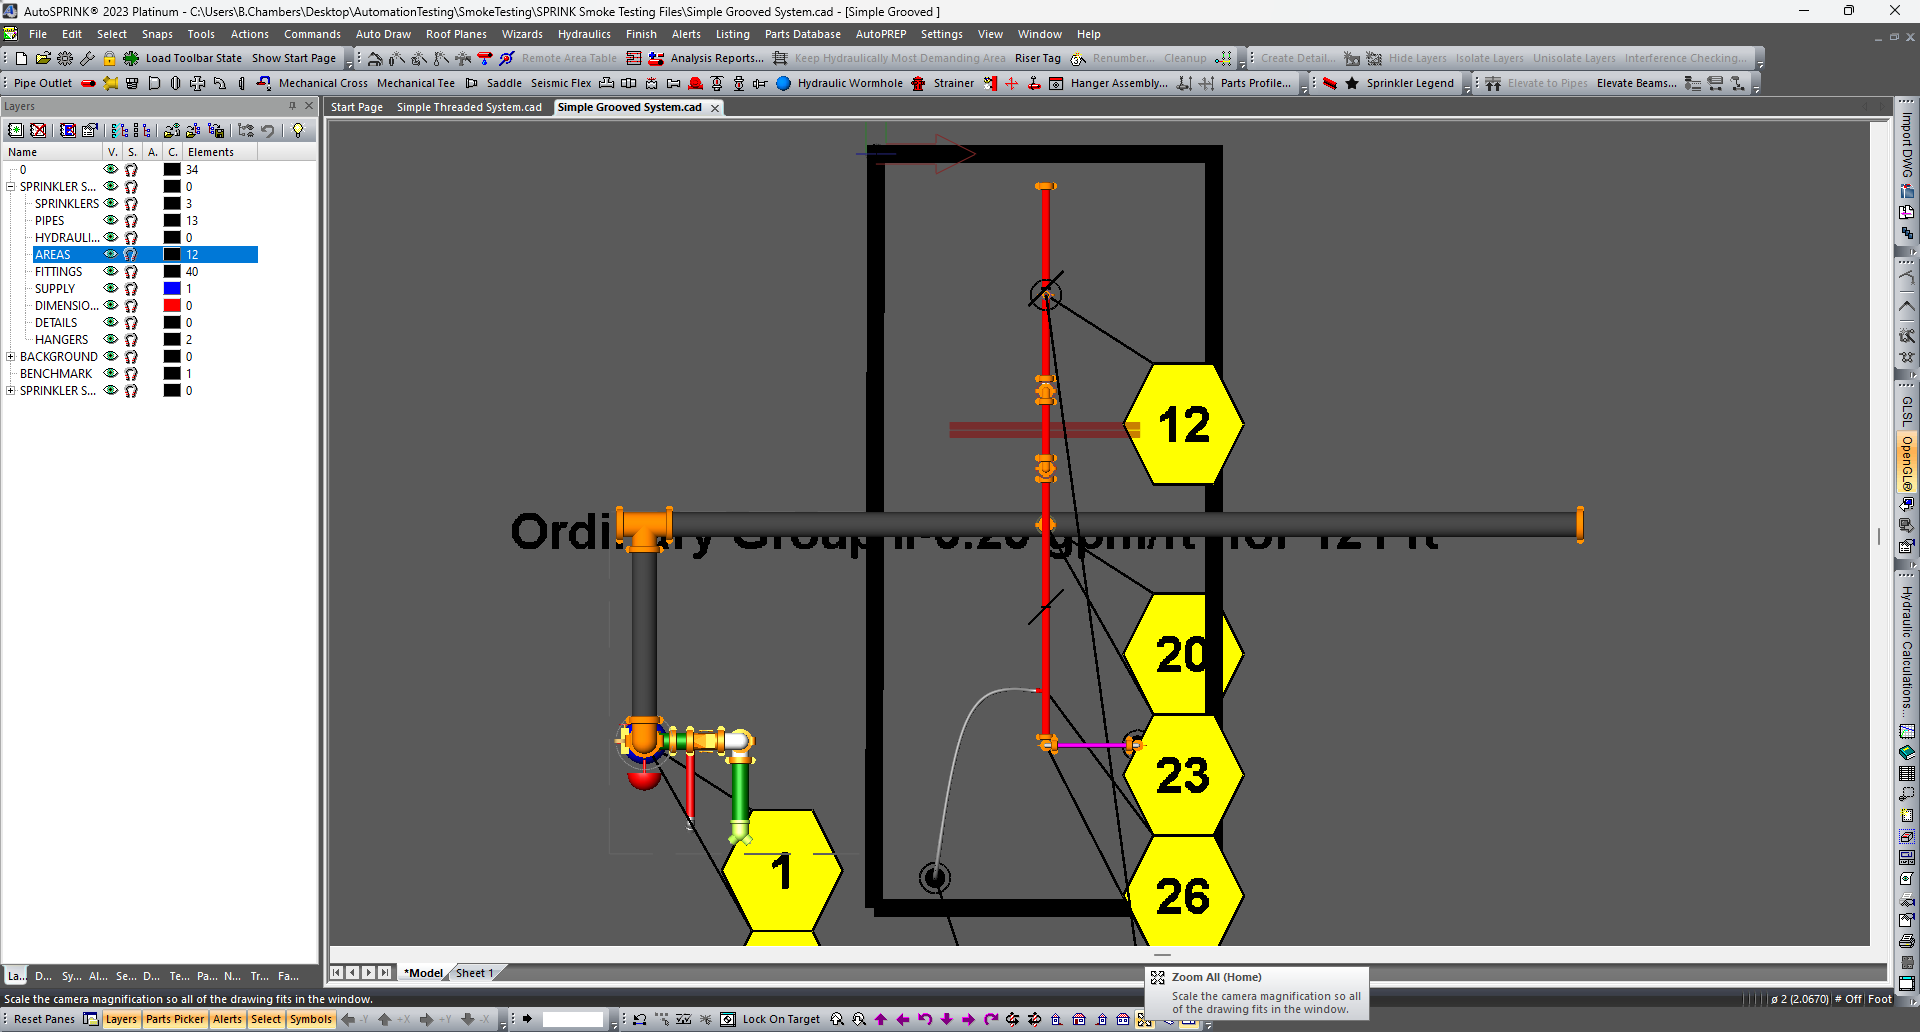 AutoSPRINK® 2023 Platinum - C:\Users\B.Chambers\Desktop\AutomationTesting\SmokeTesting\SPRINK Smoke Testing Files\Simple Grooved System.cad - [Simple Grooved ]
File Edit Select Snaps Tools Actions Commands Auto Draw Roof Planes Wizards Hydraulics Finish Alerts Listing Parts Database AutoPREP Settings View Window Help
Load Toolbar State Show Start Page Remote Area Table Analysis Reports... Keep Hydraulically Most Demanding Area Riser Tag Renumber... Cleanup Create Detail... Hide Layers Isolate Layers Unisolate Layers Interference Checking...
Pipe Outlet Mechanical Cross Mechanical Tee Saddle Seismic Flex Hydraulic Wormhole Strainer Hanger Assembly... Parts Profile... Sprinkler Legend Elevate to Pipes Elevate Beams...
Layers
Start Page Simple Threaded System.cad Simple Grooved System.cad
Name V. S. A. C. Elements
0 34
SPRINKLER S... 0
SPRINKLERS 3
PIPES 13
HYDRAULI... 0
AREAS 12
FITTINGS 40
SUPPLY 1
DIMENSIO... 0
DETAILS 0
HANGERS 2
BACKGROUND 0
BENCHMARK 1
SPRINKLER S... 0
12
20
23
26
1
Import DWG
GLSL
OpenGL®
Hydraulic Calculations...
La... D... Sy... Al... Se... D... Te... Pa... N... Tr... Fa...
*Model Sheet 1
Zoom All (Home)
Scale the camera magnification so all
of the drawing fits in the window.
Scale the camera magnification so all of the drawing fits in the window.
ø 2 (2.0670) # Off Foot
Reset Panes Layers Parts Picker Alerts Select Symbols -Y +X +Y -X Lock On Target